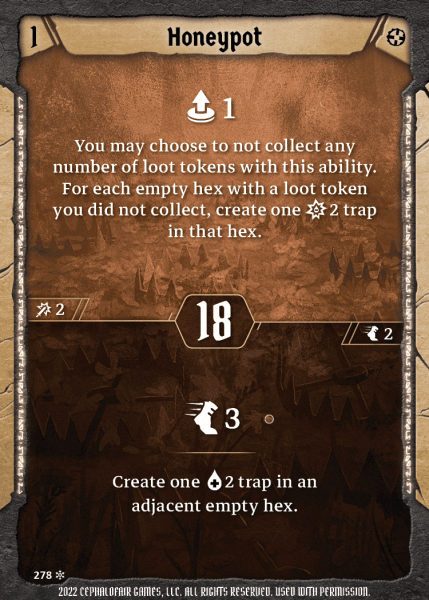 1
Honeypot
1
You may choose to not collect any
number of loot tokens with this ability.
For each empty hex with a loot token
you did not collect, create one 2 trap
in that hex.
2
18
2
3
Create one 2 trap in an
adjacent empty hex.
278
2022 CEPHALOFAIR GAMES, LLC. ALL RIGHTS RESERVED. USED WITH PERMISSION.